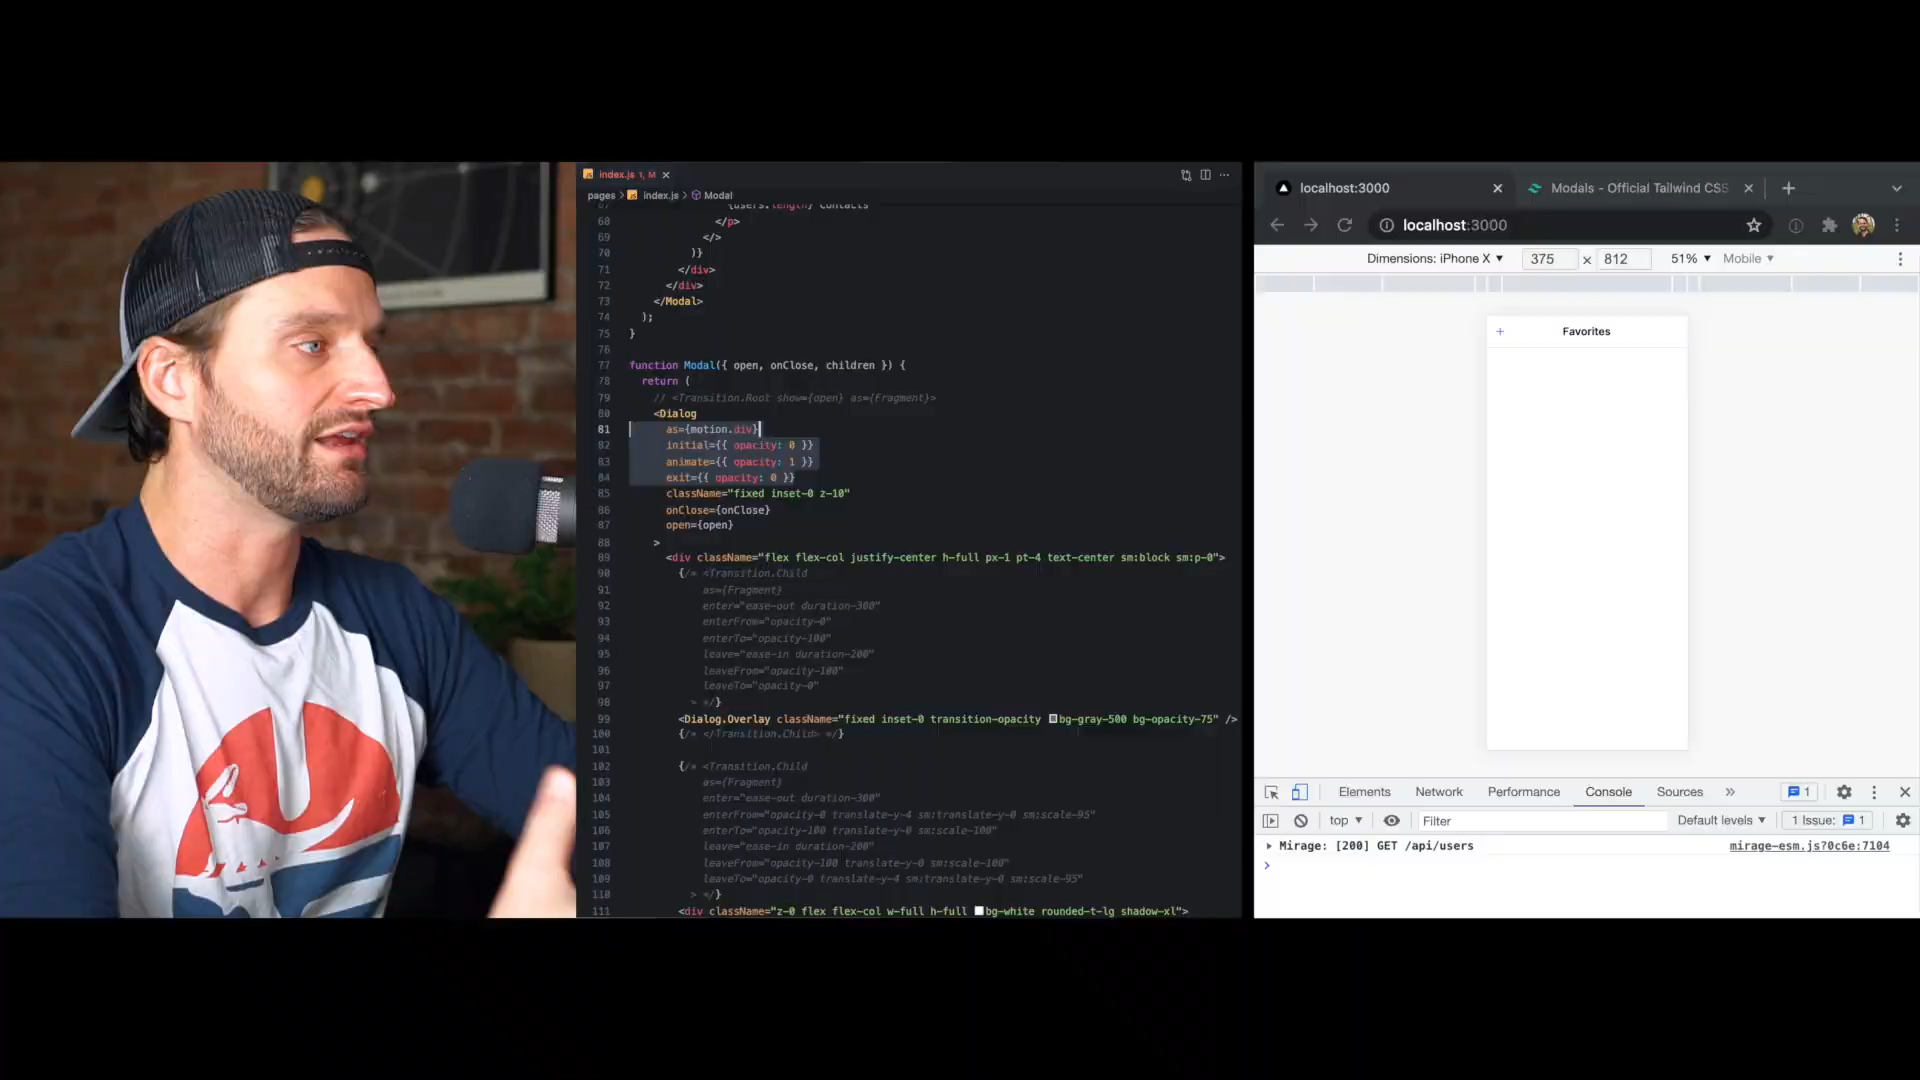 index.js 1, M
pages > index.js > Modal
{users.length} Contacts
68 </p>
69 </>
70 )}
71 </div>
72 </div>
73 </Modal>
74 );
75 }
76
77 function Modal({ open, onClose, children }) {
78 return (
79 // <Transition.Root show={open} as={Fragment}>
80 <Dialog
81 as={motion.div}
82 initial={{ opacity: 0 }}
83 animate={{ opacity: 1 }}
84 exit={{ opacity: 0 }}
85 className="fixed inset-0 z-10"
86 onClose={onClose}
87 open={open}
88 >
89 <div className="flex flex-col justify-center h-full px-1 pt-4 text-center sm:block sm:p-0">
90 {/* <Transition.Child
91 as={Fragment}
92 enter="ease-out duration-300"
93 enterFrom="opacity-0"
94 enterTo="opacity-100"
95 leave="ease-in duration-200"
96 leaveFrom="opacity-100"
97 leaveTo="opacity-0"
98 > */}
99 <Dialog.Overlay className="fixed inset-0 transition-opacity bg-gray-500 bg-opacity-75" />
100 {/* </Transition.Child> */}
101
102 {/* <Transition.Child
103 as={Fragment}
104 enter="ease-out duration-300"
105 enterFrom="opacity-0 translate-y-4 sm:translate-y-0 sm:scale-95"
106 enterTo="opacity-100 translate-y-0 sm:scale-100"
107 leave="ease-in duration-200"
108 leaveFrom="opacity-100 translate-y-0 sm:scale-100"
109 leaveTo="opacity-0 translate-y-4 sm:translate-y-0 sm:scale-95"
110 > */}
111 <div className="z-0 flex flex-col w-full h-full bg-white rounded-t-lg shadow-xl">
localhost:3000
Modals - Official Tailwind CSS
localhost:3000
Dimensions: iPhone X 375 x 812 51% Mobile
+ Favorites
Elements Network Performance Console Sources » 1
top Filter Default levels 1 Issue: 1
Mirage: [200] GET /api/users mirage-esm.js?0c6e:7104